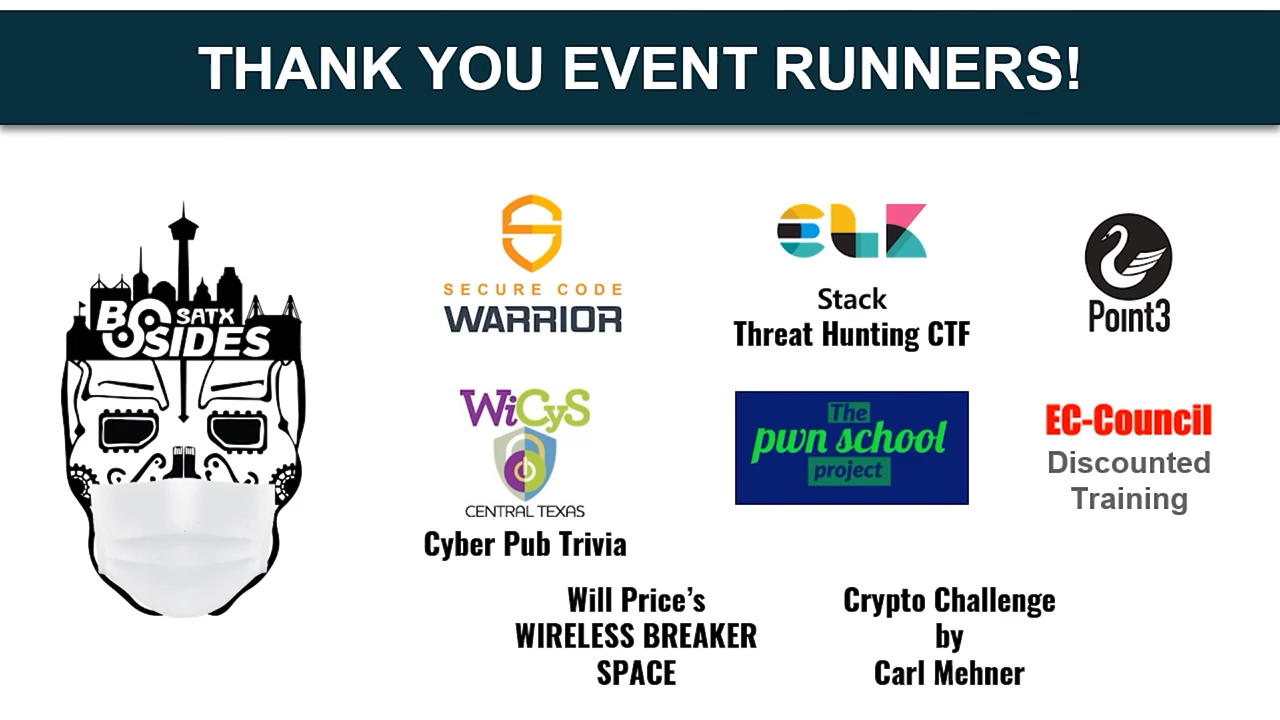 THANK YOU EVENT RUNNERS!
BSIDES SATX
SECURE CODE
WARRIOR
ELK
Stack
Threat Hunting CTF
Point3
WiCyS
CENTRAL TEXAS
Cyber Pub Trivia
The
pwn school
project
EC-Council
Discounted
Training
Will Price’s
WIRELESS BREAKER
SPACE
Crypto Challenge
by
Carl Mehner